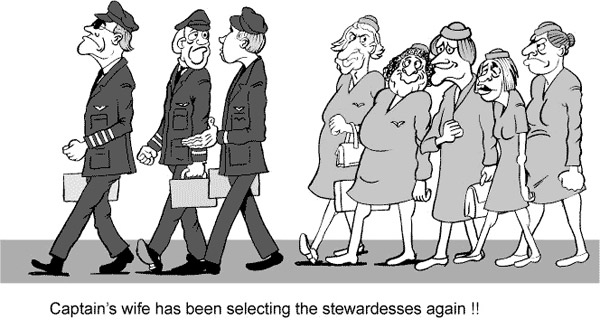 Captain's wife has been selecting the stewardesses again !!